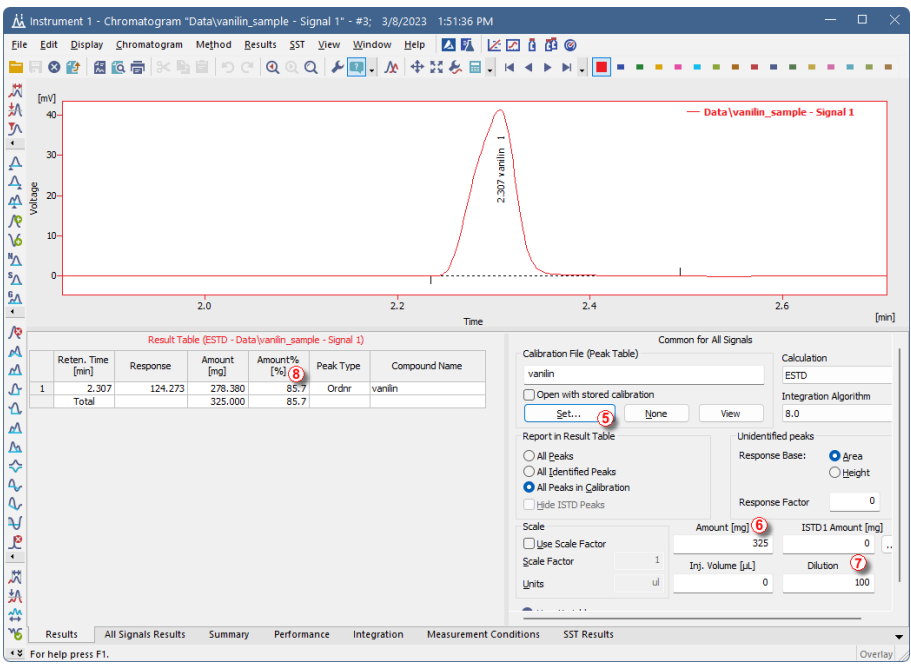 Instrument 1 - Chromatogram "Data\vanilin_sample - Signal 1" - #3; 3/8/2023 1:51:36 PM
File Edit Display Chromatogram Method Results SST View Window Help
[mV]
Data\vanilin_sample - Signal 1
40
30
20
10
0
Voltage
2.307 vanilin 1
2.0 2.2 2.4 2.6
Time
[min]
Result Table (ESTD - Data\vanilin_sample - Signal 1)
Reten. Time [min] Response Amount [mg] Amount% [%] 8 Peak Type Compound Name
1 2.307 124.273 278.380 85.7 Ordnr vanilin
Total 325.000 85.7
Common for All Signals
Calibration File (Peak Table)
vanilin
Calculation
ESTD
Open with stored calibration
Integration Algorithm
Set... 5 None View
8.0
Report in Result Table
All Peaks
All Identified Peaks
All Peaks in Calibration
Hide ISTD Peaks
Unidentified peaks
Response Base: Area
Height
Response Factor 0
Scale
Use Scale Factor
Scale Factor 1
Units ul
Amount [mg] 6 ISTD1 Amount [mg]
325 0 ..
Inj. Volume [µL] Dilution 7
0 100
Results All Signals Results Summary Performance Integration Measurement Conditions SST Results
For help press F1.
Overlay